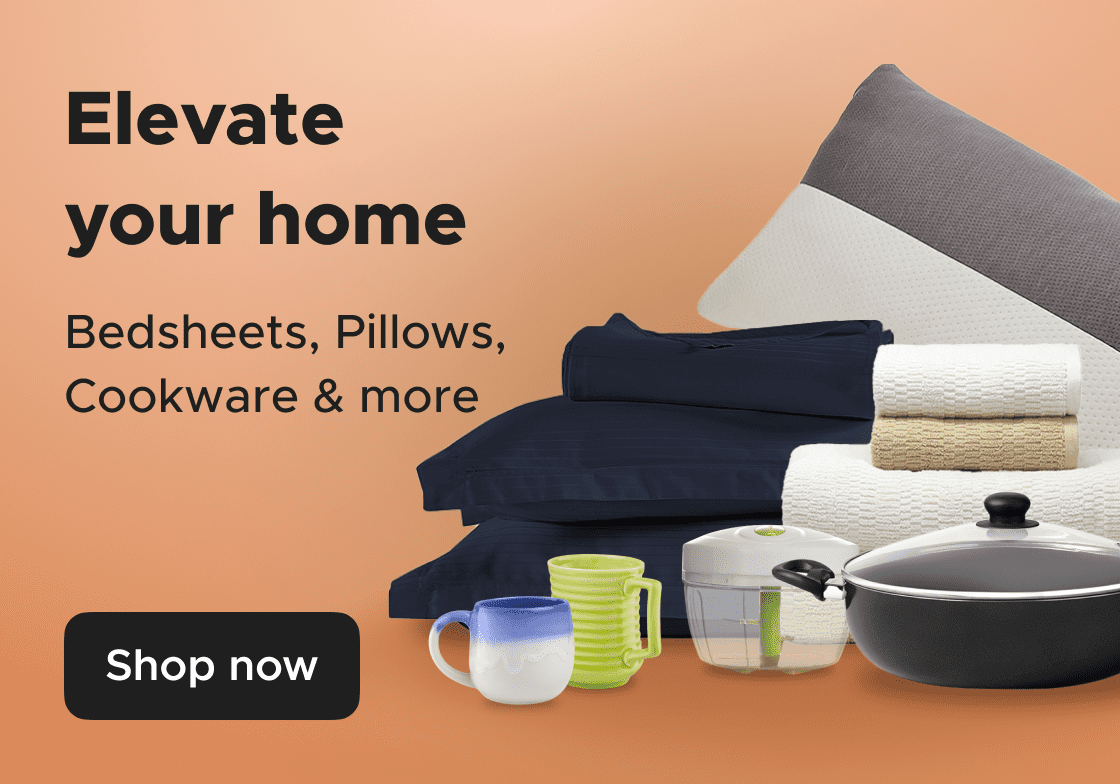 Elevate
your home
Bedsheets, Pillows,
Cookware & more
Shop now